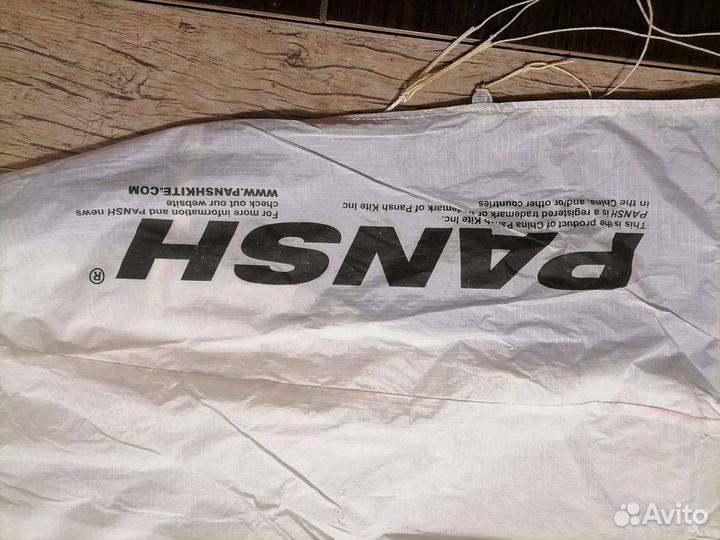 PANSH®
This is the product of China Pansh Kite Inc.
PANSH is a registered trademark or trademark of Pansh Kite Inc
in the China, and/or other countries
For more information and PANSH news
check out our website
WWW.PANSHKITE.COM
Avito